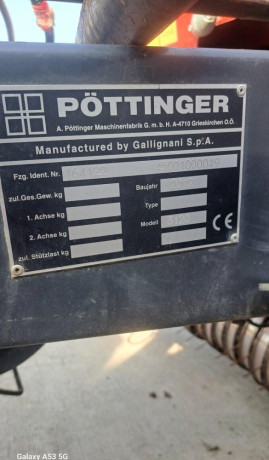 PÖTTINGER
A. Pöttinger Maschinenfabrik G. m. b. H. A-4710 Grieskirchen O.Ö.
Manufactured by Gallignani S.p.A.
Fzg. Ident. Nr.
zul. Ges. Gew. kg Baujahr
1. Achse kg Type
2. Achse kg Modell CE
zul. Stützlast kg
Galaxy A53 5G